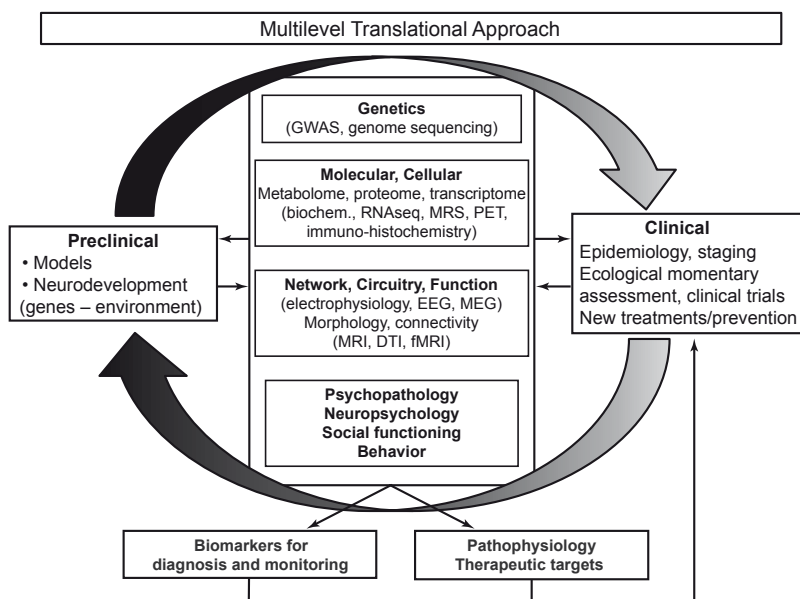 Multilevel Translational Approach
Genetics
(GWAS, genome sequencing)
Molecular, Cellular
Metabolome, proteome, transcriptome
(biochem., RNAseq, MRS, PET,
immuno-histochemistry)
Preclinical
• Models
• Neurodevelopment
(genes – environment)
Network, Circuitry, Function
(electrophysiology, EEG, MEG)
Morphology, connectivity
(MRI, DTI, fMRI)
Clinical
Epidemiology, staging
Ecological momentary
assessment, clinical trials
New treatments/prevention
Psychopathology
Neuropsychology
Social functioning
Behavior
Biomarkers for
diagnosis and monitoring
Pathophysiology
Therapeutic targets